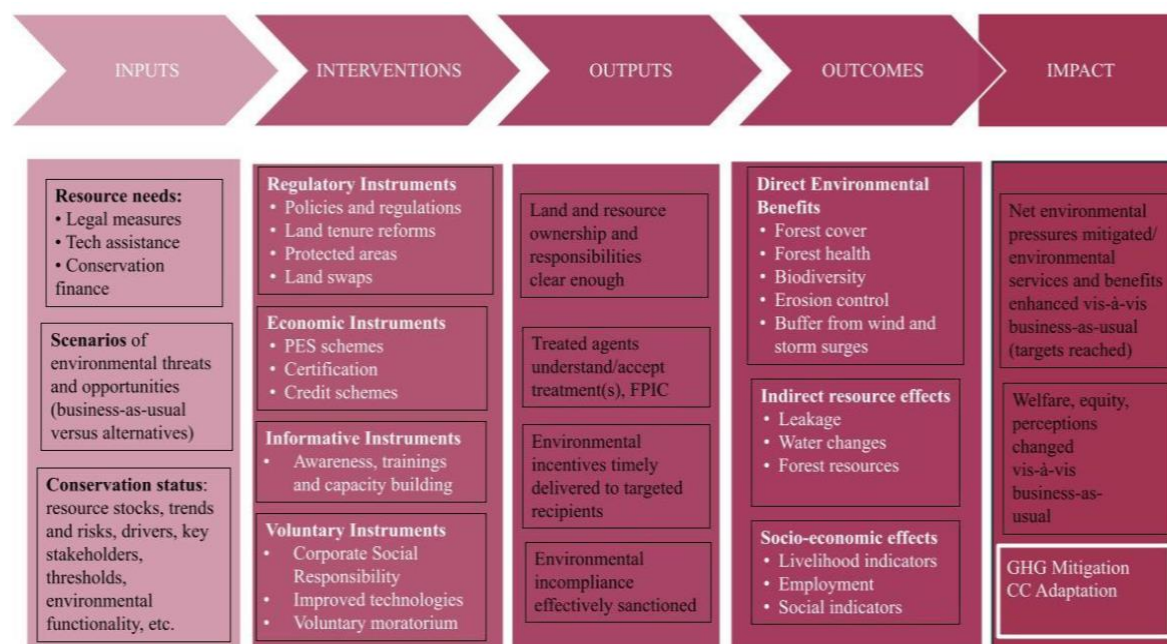 INPUTS
INTERVENTIONS
OUTPUTS
OUTCOMES
IMPACT
Resource needs:
• Legal measures
• Tech assistance
• Conservation
finance
Scenarios of
environmental threats
and opportunities
(business-as-usual
versus alternatives)
Conservation status:
resource stocks, trends
and risks, drivers, key
stakeholders,
thresholds,
environmental
functionality, etc.
Regulatory Instruments
• Policies and regulations
• Land tenure reforms
• Protected areas
• Land swaps
Economic Instruments
• PES schemes
• Certification
• Credit schemes
Informative Instruments
• Awareness, trainings
and capacity building
Voluntary Instruments
• Corporate Social
Responsibility
• Improved technologies
• Voluntary moratorium
Land and resource
ownership and
responsibilities
clear enough
Treated agents
understand/accept
treatment(s), FPIC
Environmental
incentives timely
delivered to targeted
recipients
Environmental
incompliance
effectively sanctioned
Direct Environmental
Benefits
• Forest cover
• Forest health
• Biodiversity
• Erosion control
• Buffer from wind and
storm surges
Indirect resource effects
• Leakage
• Water changes
• Forest resources
Socio-economic effects
• Livelihood indicators
• Employment
• Social indicators
Net environmental
pressures mitigated/
environmental
services and benefits
enhanced vis-à-vis
business-as-usual
(targets reached)
Welfare, equity,
perceptions
changed
vis-à-vis
business-as-
usual
GHG Mitigation
CC Adaptation